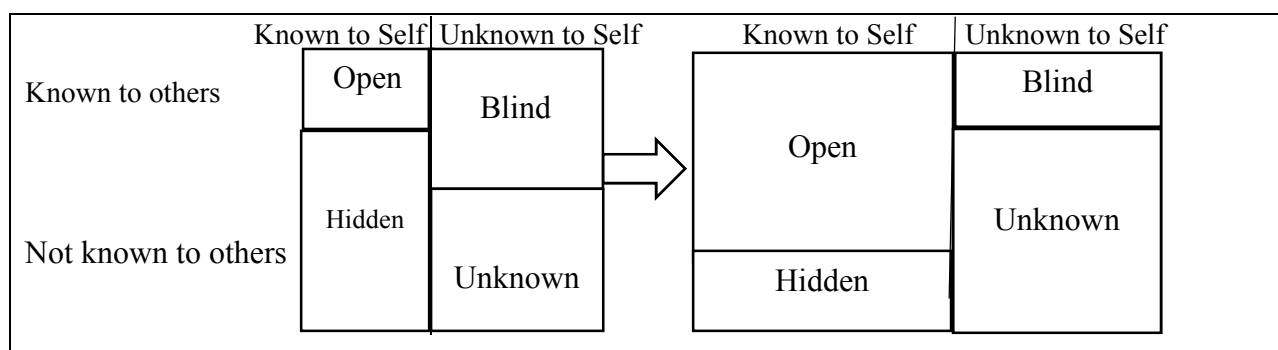 Known to Self Unknown to Self Known to Self Unknown to Self
Known to others Open Blind Open Blind
Not known to others Hidden Unknown Hidden Unknown